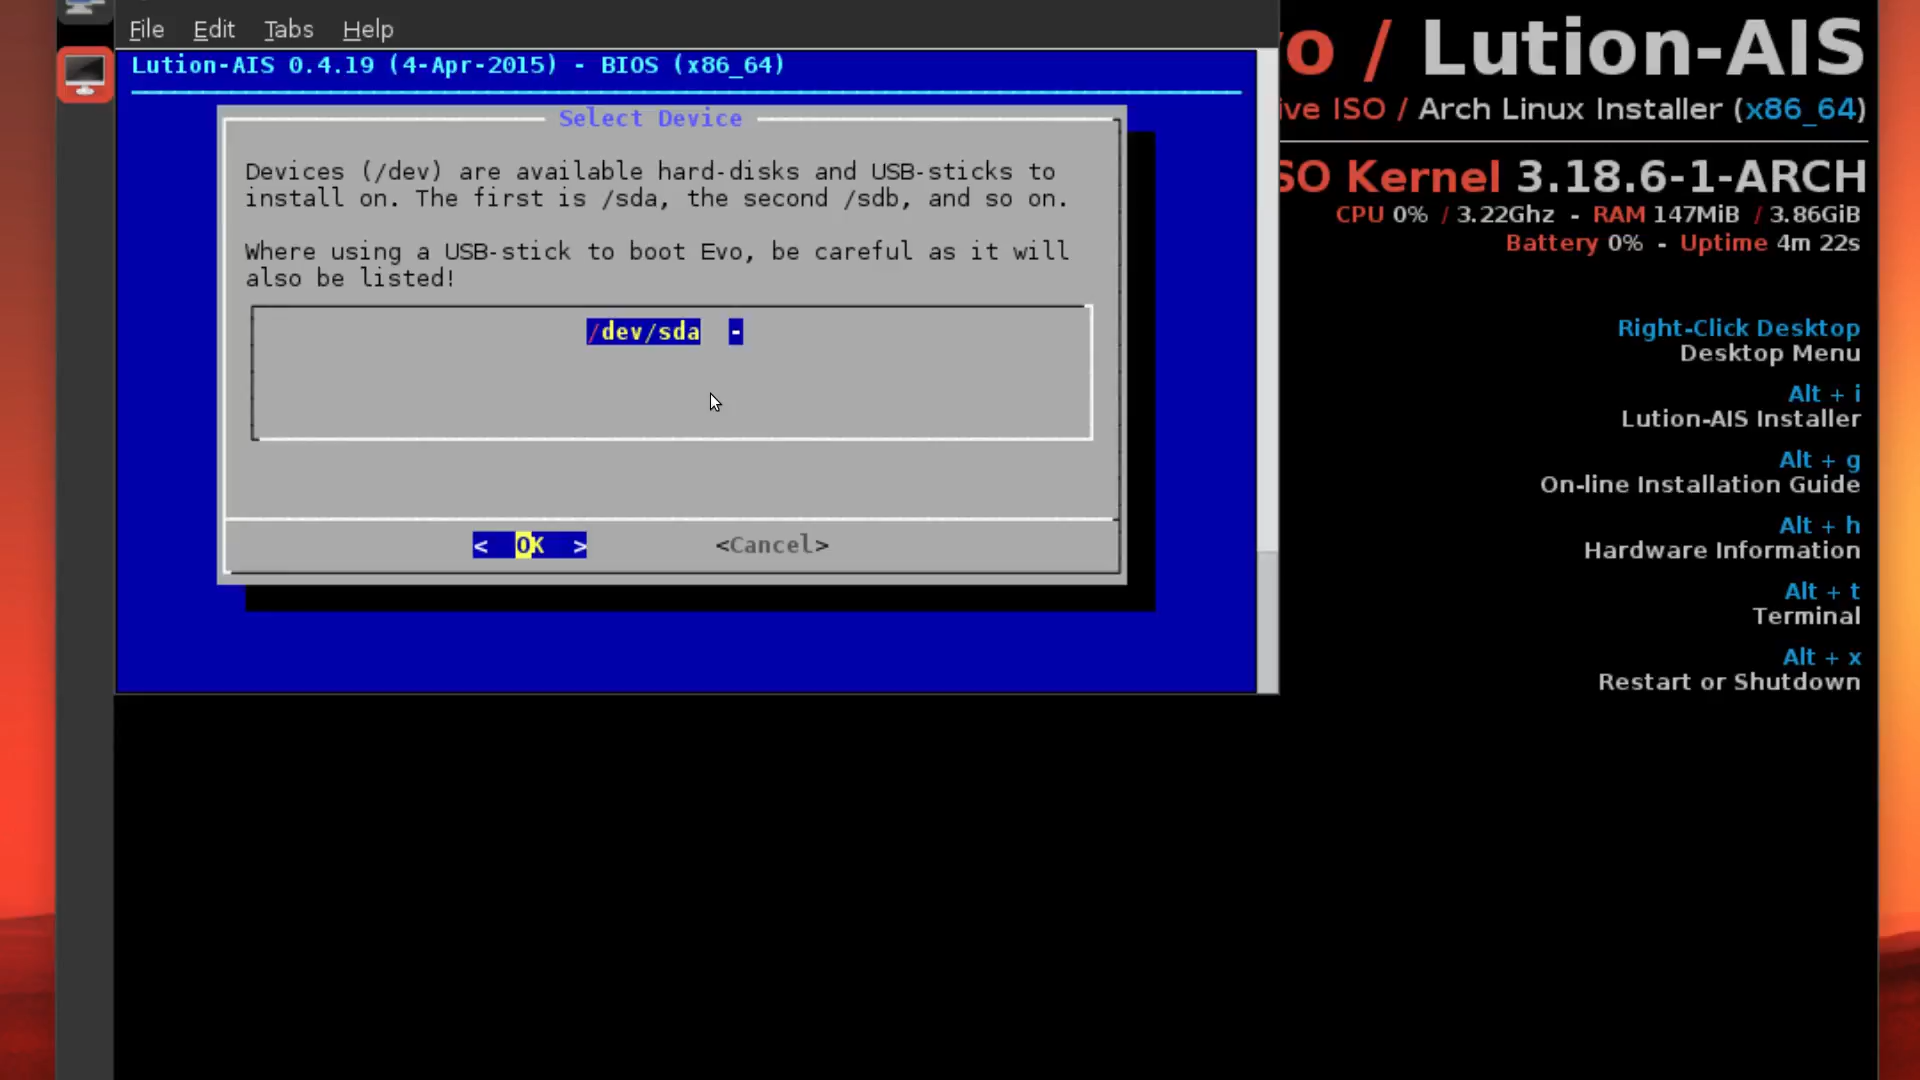 File Edit Tabs Help
Lution-AIS 0.4.19 (4-Apr-2015) - BIOS (x86_64)
Select Device
Devices (/dev) are available hard-disks and USB-sticks to
install on. The first is /sda, the second /sdb, and so on.
Where using a USB-stick to boot Evo, be careful as it will
also be listed!
/dev/sda -
< OK > <Cancel>
vo / Lution-AIS
ive ISO / Arch Linux Installer (x86_64)
SO Kernel 3.18.6-1-ARCH
CPU 0% / 3.22Ghz - RAM 147MiB / 3.86GiB
Battery 0% - Uptime 4m 22s
Right-Click Desktop
Desktop Menu
Alt + i
Lution-AIS Installer
Alt + g
On-line Installation Guide
Alt + h
Hardware Information
Alt + t
Terminal
Alt + x
Restart or Shutdown